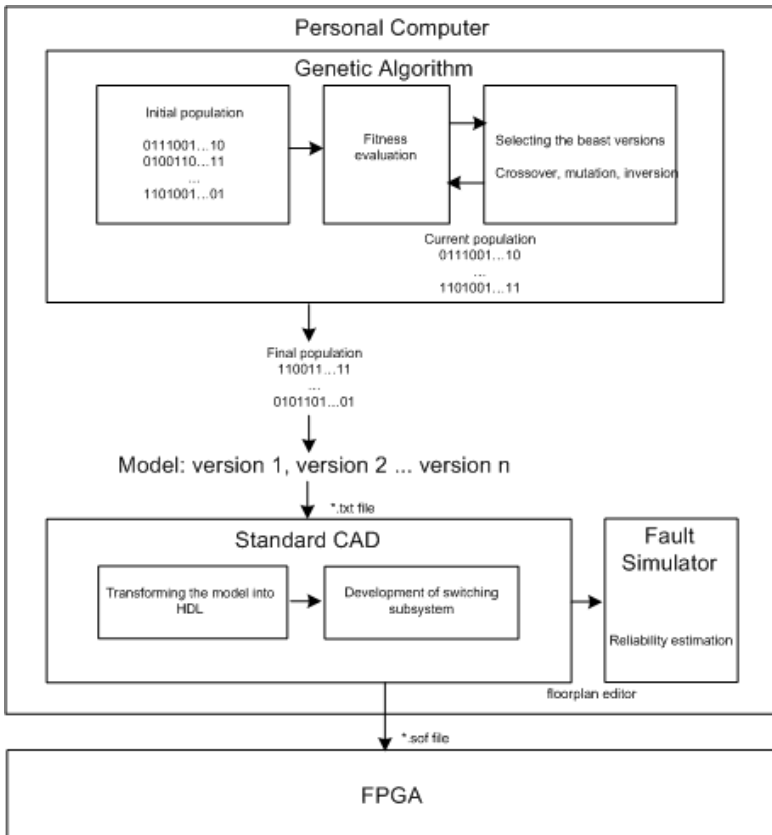 Personal Computer
Genetic Algorithm
Initial population
0111001...10
0100110...11
...
1101001...01
Fitness
evaluation
Selecting the beast versions
Crossover, mutation, inversion
Current population
0111001...10
...
1101001...11
Final population
110011...11
...
0101101...01
Model: version 1, version 2 ... version n
*.txt file
Standard CAD
Transforming the model into
HDL
Development of switching
subsystem
Fault
Simulator
Reliability estimation
floorplan editor
*.sof file
FPGA